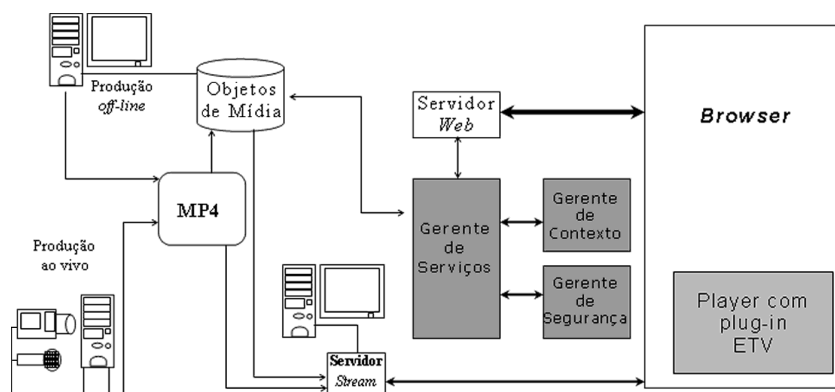 Produção
off-line
Objetos
de Mídia
Servidor
Web
Browser
MP4
Gerente
de
Serviços
Gerente
de
Contexto
Produção
ao vivo
Gerente
de
Segurança
Player com
plug-in
ETV
Servidor
Stream